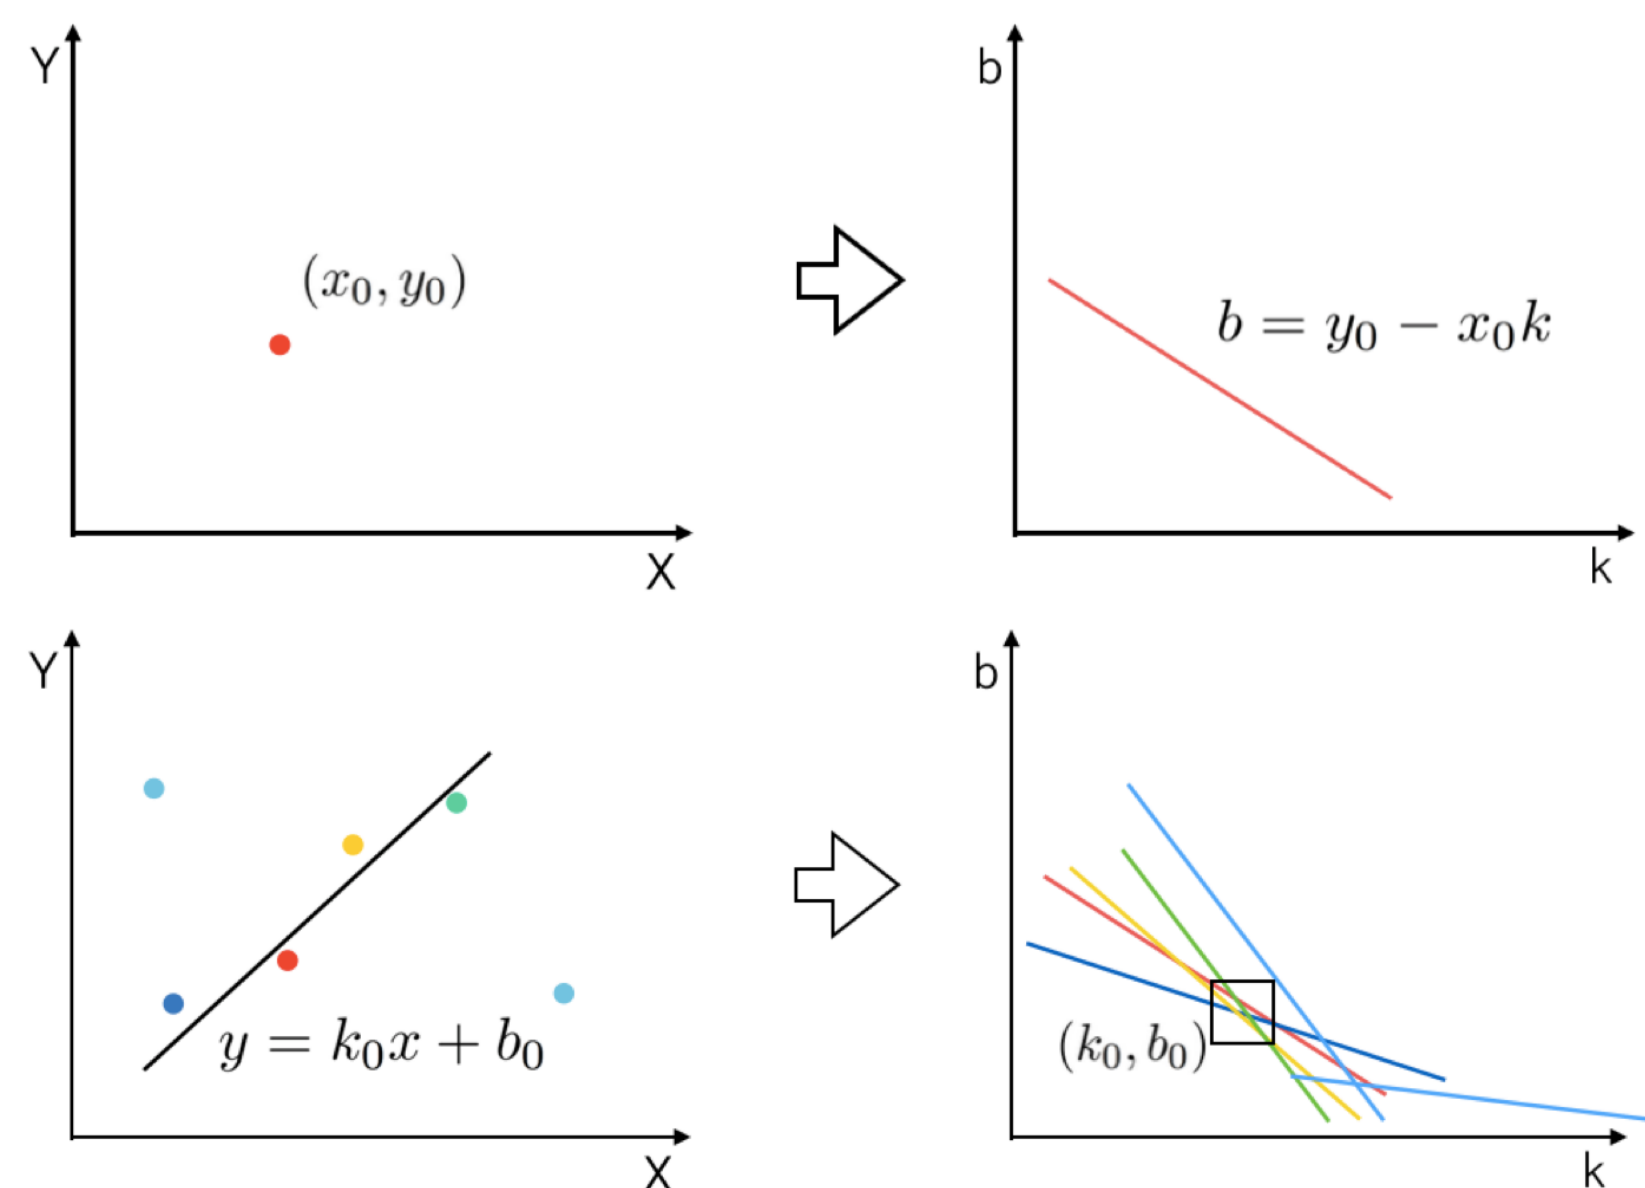 Y
(x₀, y₀)
X
b
b = y₀ − x₀k
k
Y
y = k₀x + b₀
X
b
(k₀, b₀)
k